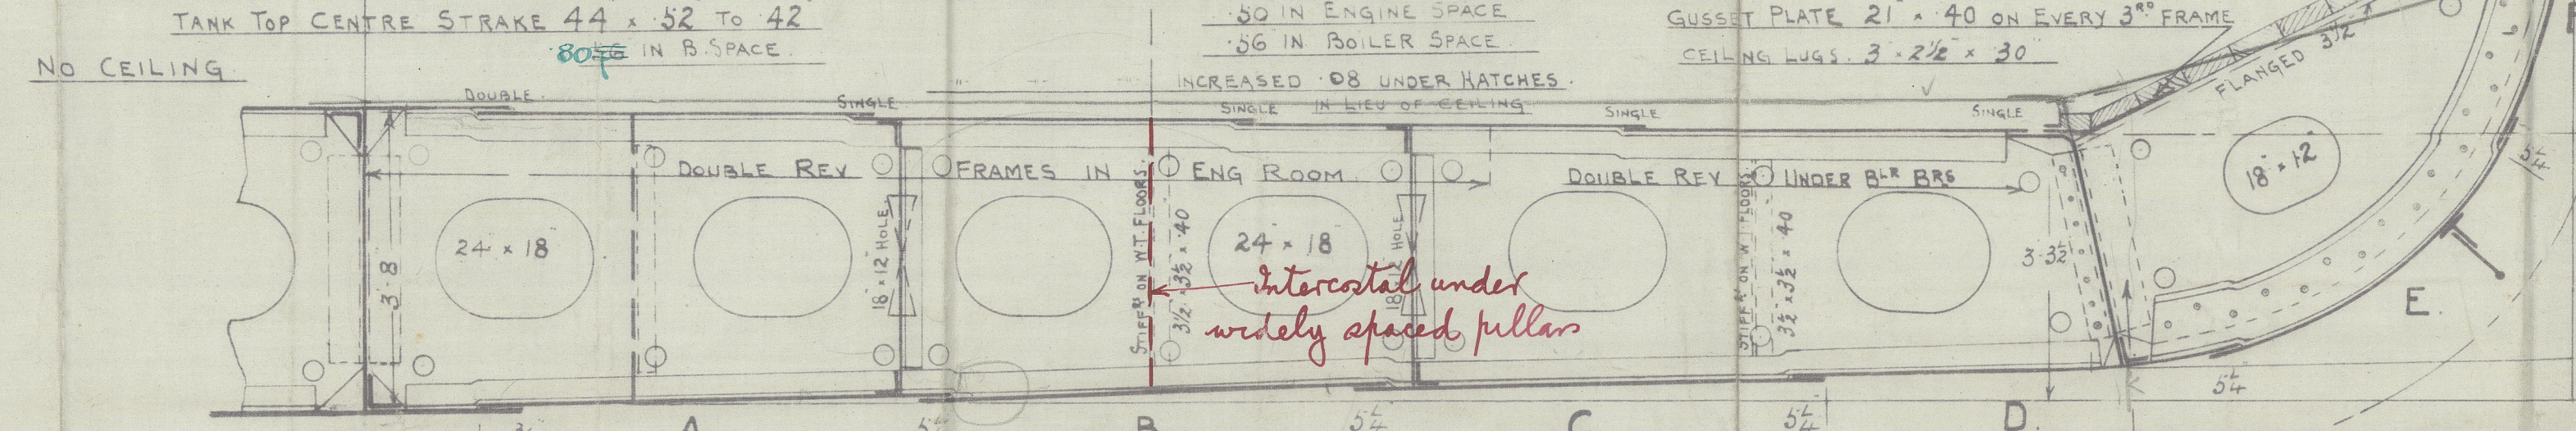 TANK TOP CENTRE STRAKE 44 × .52 TO .42
.80 IN B. SPACE.
NO CEILING
.50 IN ENGINE SPACE
.56 IN BOILER SPACE
INCREASED .08 UNDER HATCHES.
IN LIEU OF CEILING
GUSSET PLATE 21" × .40 ON EVERY 3RD FRAME
CEILING LUGS. 3 × 2½ × .30
FLANGED 3½
DOUBLE
SINGLE
SINGLE
SINGLE
SINGLE
DOUBLE REV FRAMES IN ENG ROOM
DOUBLE REV UNDER BLR BRS
24" × 18"
24" × 18"
18" × 12"
3'-8
18" × 12" HOLE
STIFFRS ON W.T. FLOORS.
3½ × 3½ × .40
18" 12" HOLE
STIFFRS ON W.T. FLOORS.
3½ × 3½ × .40
3'-3½
Intercostal under
widely spaced pillars
A
B
C
D.
E.
5¼
5¼
5¼
5¼
5¼